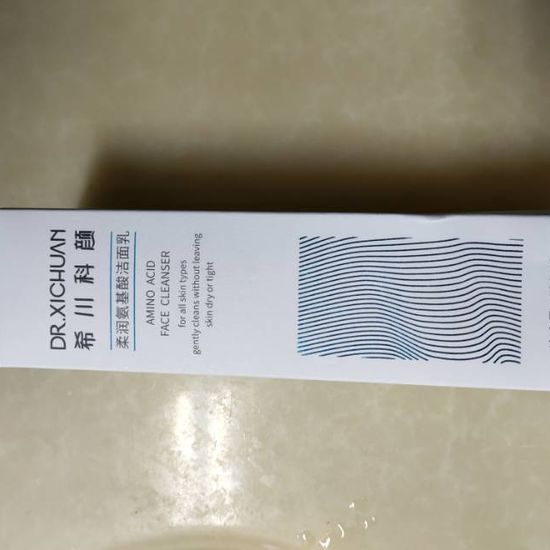 DR.XICHUAN
希川科颜
柔润氨基酸洁面乳
AMINO ACID
FACE CLEANSER
for all skin types
gently cleans without leaving
skin dry or tight